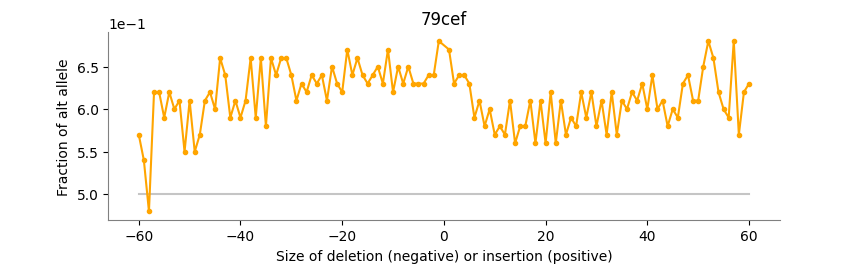 79cef
1e−1
6.5
6.0
5.5
5.0
−60 −40 −20 0 20 40 60
Fraction of alt allele
Size of deletion (negative) or insertion (positive)